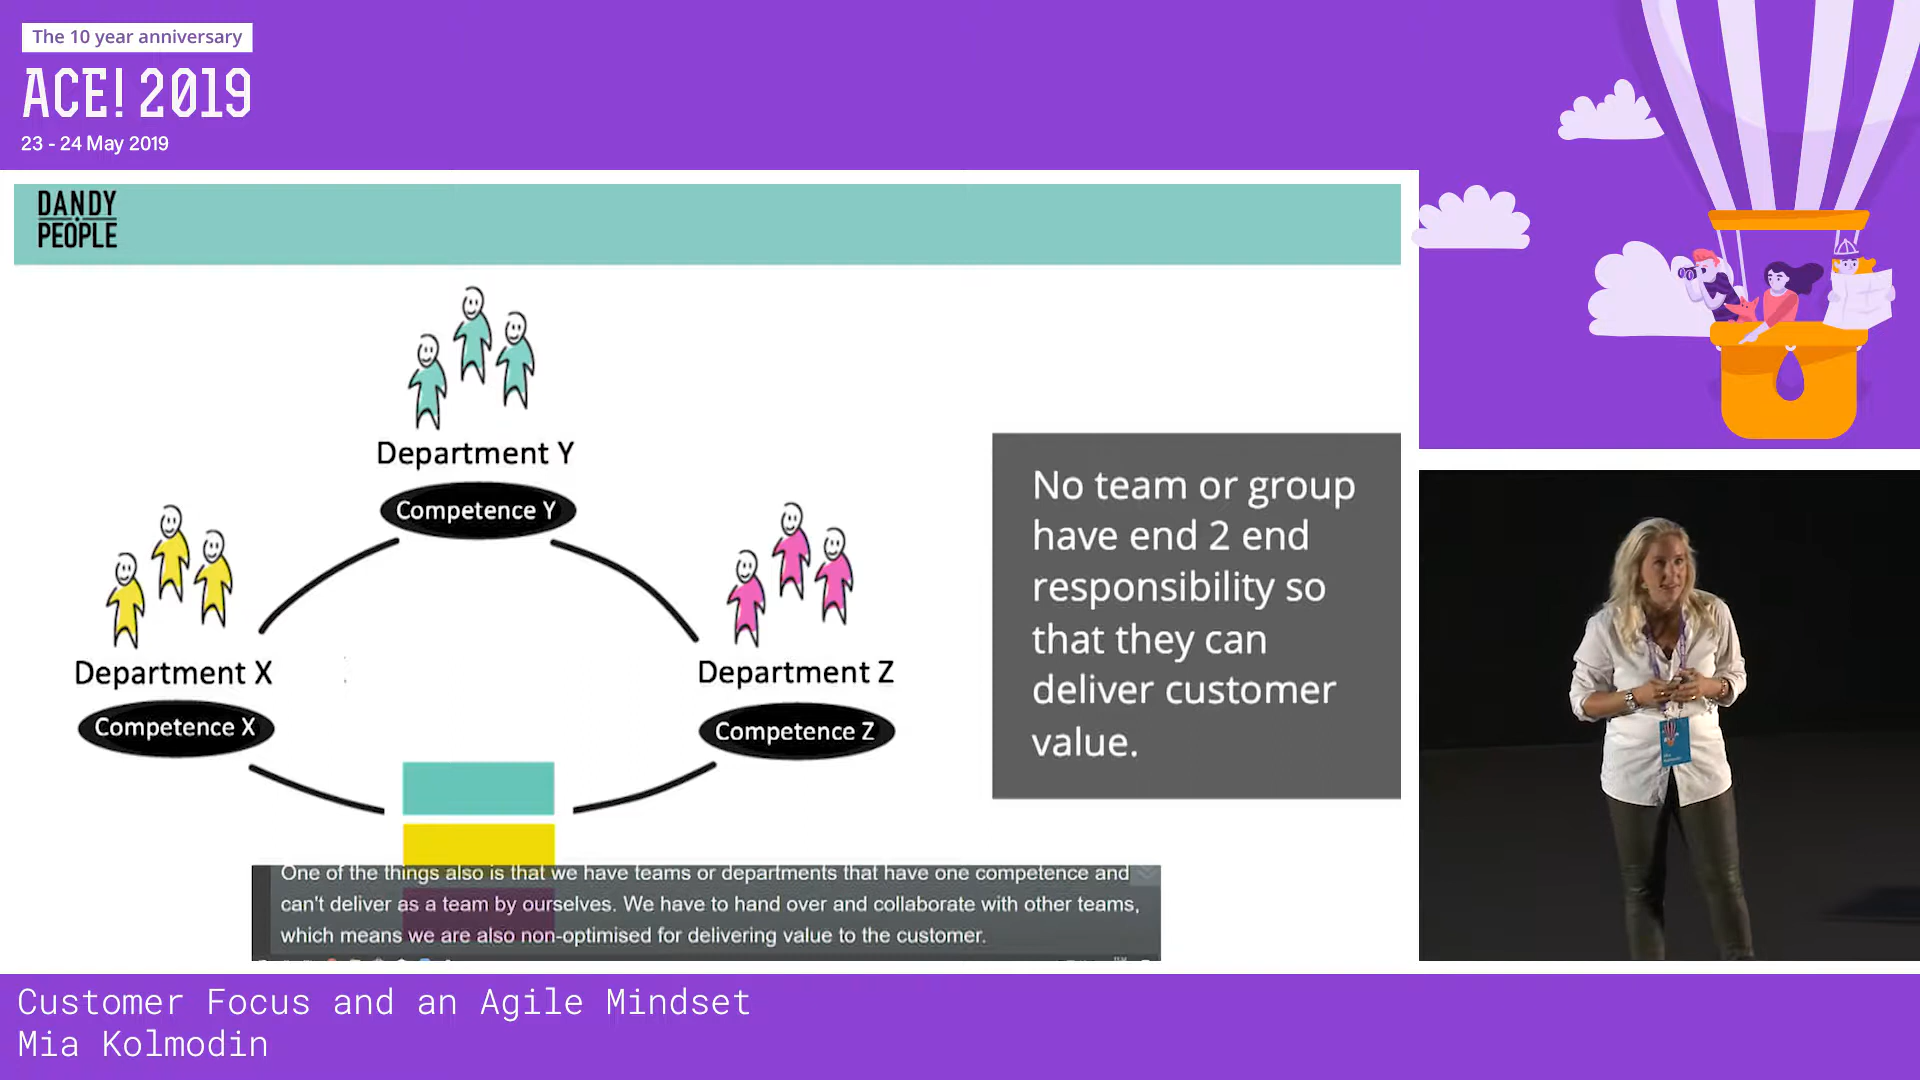 The 10 year anniversary
ACE! 2019
23 - 24 May 2019
DANDY
PEOPLE
Department Y
Competence Y
Department X
Competence X
Department Z
Competence Z
No team or group
have end 2 end
responsibility so
that they can
deliver customer
value.
One of the things also is that we have teams or departments that have one competence and
can't deliver as a team by ourselves. We have to hand over and collaborate with other teams,
which means we are also non-optimised for delivering value to the customer.
Customer Focus and an Agile Mindset
Mia Kolmodin